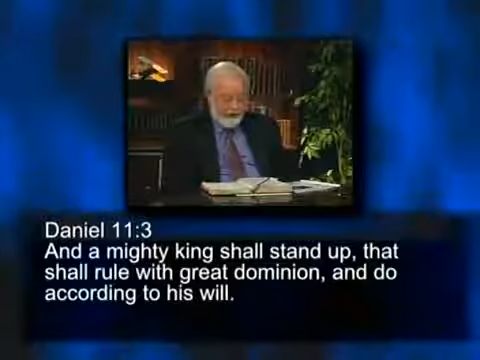 Daniel 11:3
And a mighty king shall stand up, that
shall rule with great dominion, and do
according to his will.